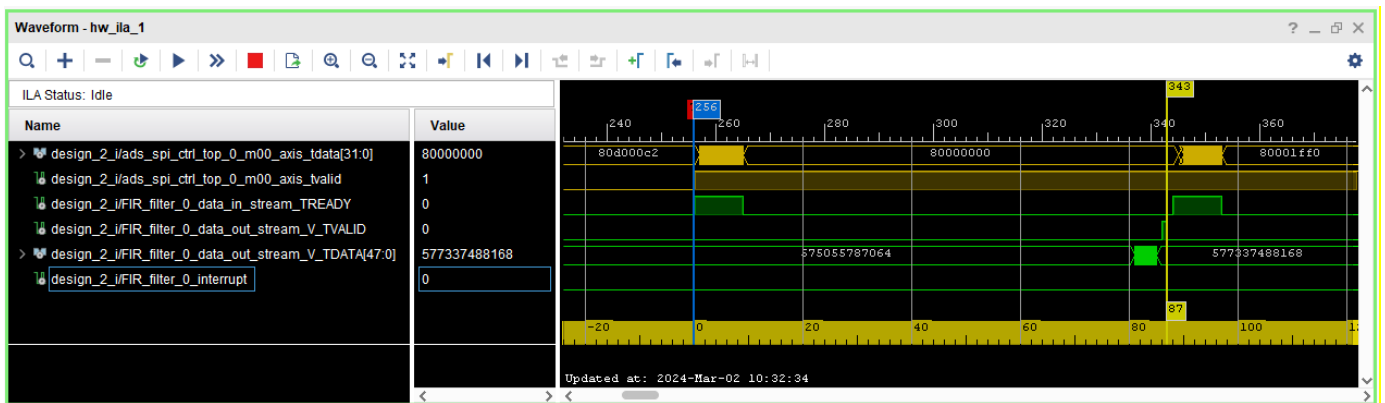 Waveform - hw_ila_1
ILA Status: Idle
Name Value
design_2_i/ads_spi_ctrl_top_0_m00_axis_tdata[31:0] 80000000
design_2_i/ads_spi_ctrl_top_0_m00_axis_tvalid 1
design_2_i/FIR_filter_0_data_in_stream_TREADY 0
design_2_i/FIR_filter_0_data_out_stream_V_TVALID 0
design_2_i/FIR_filter_0_data_out_stream_V_TDATA[47:0] 577337488168
design_2_i/FIR_filter_0_interrupt 0
343
256
240 260 280 300 320 340 360
80d000c2 80000000 80001ff0
575055787064 577337488168
87
-20 0 20 40 60 80 100
Updated at: 2024-Mar-02 10:32:34